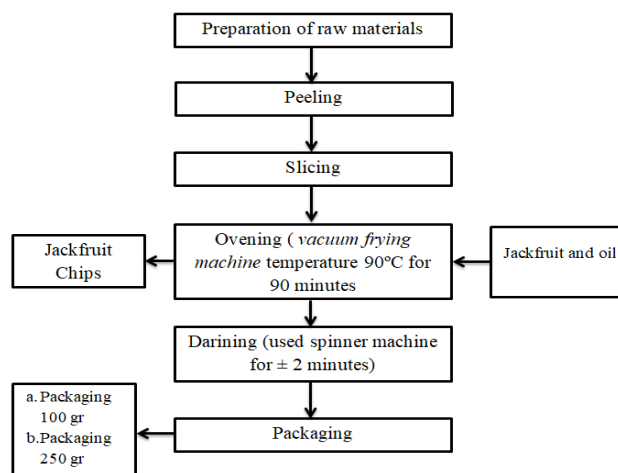 Preparation of raw materials
Peeling
Slicing
Jackfruit
Chips
Ovening ( vacuum frying
machine temperature 90°C for
90 minutes
Jackfruit and oil
Darining (used spinner machine
for ± 2 minutes)
a. Packaging
100 gr
b. Packaging
250 gr
Packaging